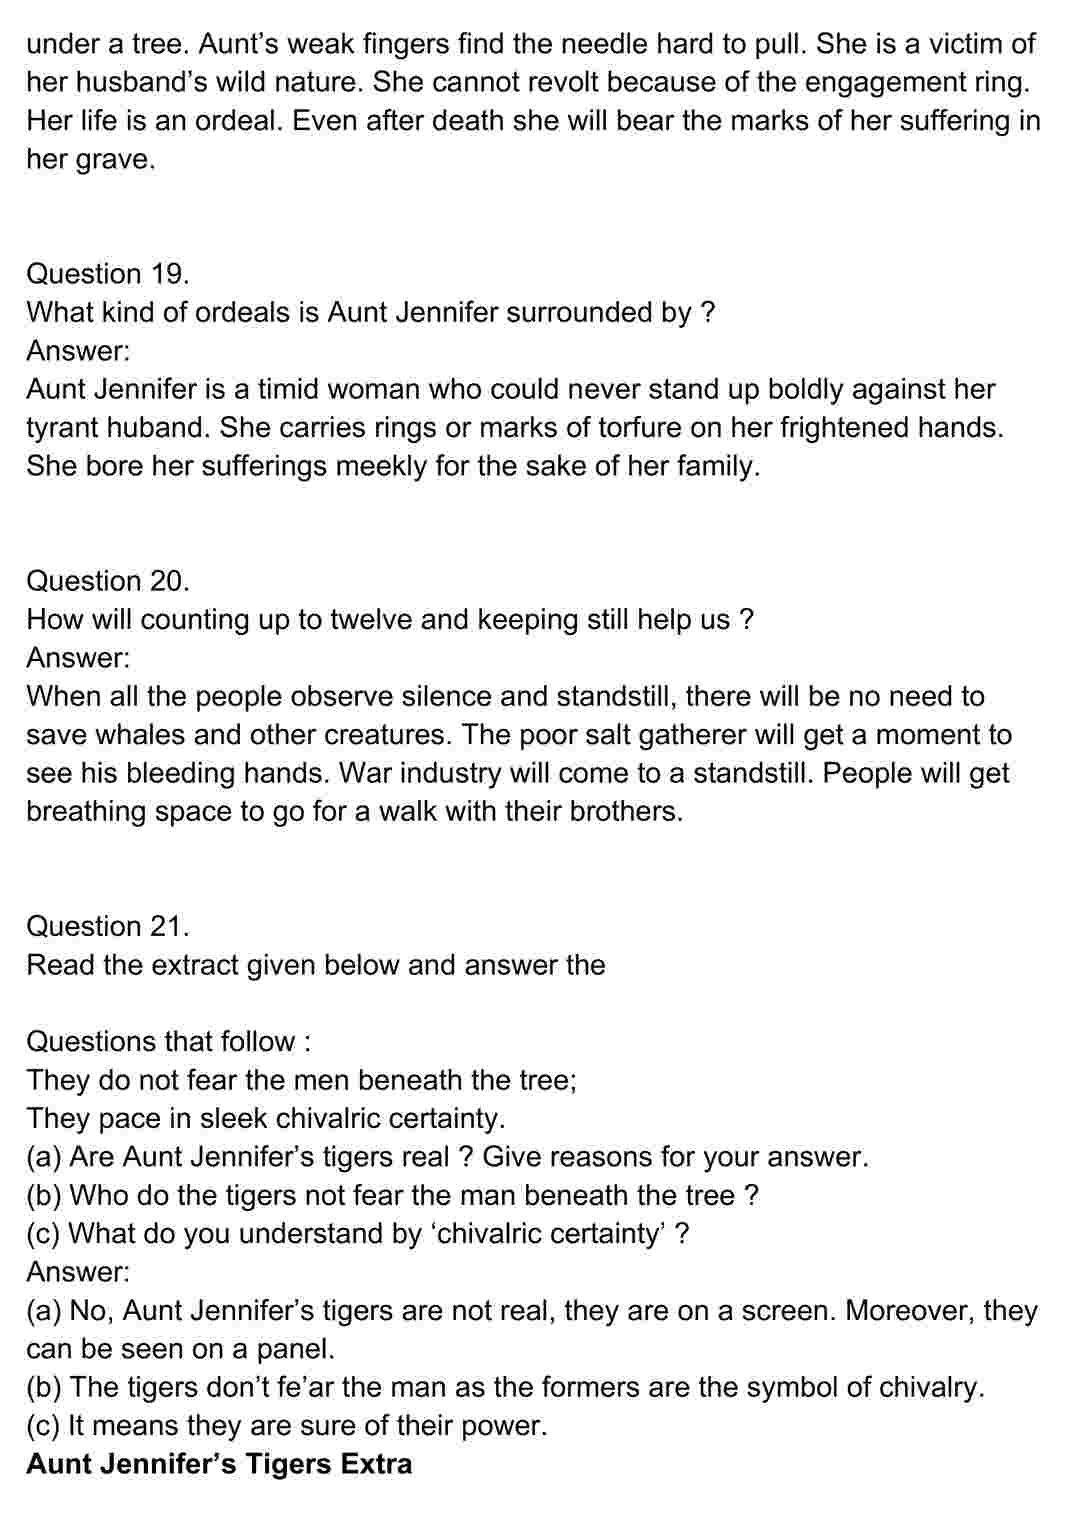 under a tree. Aunt’s weak fingers find the needle hard to pull. She is a victim of
her husband’s wild nature. She cannot revolt because of the engagement ring.
Her life is an ordeal. Even after death she will bear the marks of her suffering in
her grave.
Question 19.
What kind of ordeals is Aunt Jennifer surrounded by ?
Answer:
Aunt Jennifer is a timid woman who could never stand up boldly against her
tyrant huband. She carries rings or marks of torfure on her frightened hands.
She bore her sufferings meekly for the sake of her family.
Question 20.
How will counting up to twelve and keeping still help us ?
Answer:
When all the people observe silence and standstill, there will be no need to
save whales and other creatures. The poor salt gatherer will get a moment to
see his bleeding hands. War industry will come to a standstill. People will get
breathing space to go for a walk with their brothers.
Question 21.
Read the extract given below and answer the
Questions that follow :
They do not fear the men beneath the tree;
They pace in sleek chivalric certainty.
(a) Are Aunt Jennifer’s tigers real ? Give reasons for your answer.
(b) Who do the tigers not fear the man beneath the tree ?
(c) What do you understand by ‘chivalric certainty’ ?
Answer:
(a) No, Aunt Jennifer’s tigers are not real, they are on a screen. Moreover, they
can be seen on a panel.
(b) The tigers don’t fe’ar the man as the formers are the symbol of chivalry.
(c) It means they are sure of their power.
Aunt Jennifer’s Tigers Extra